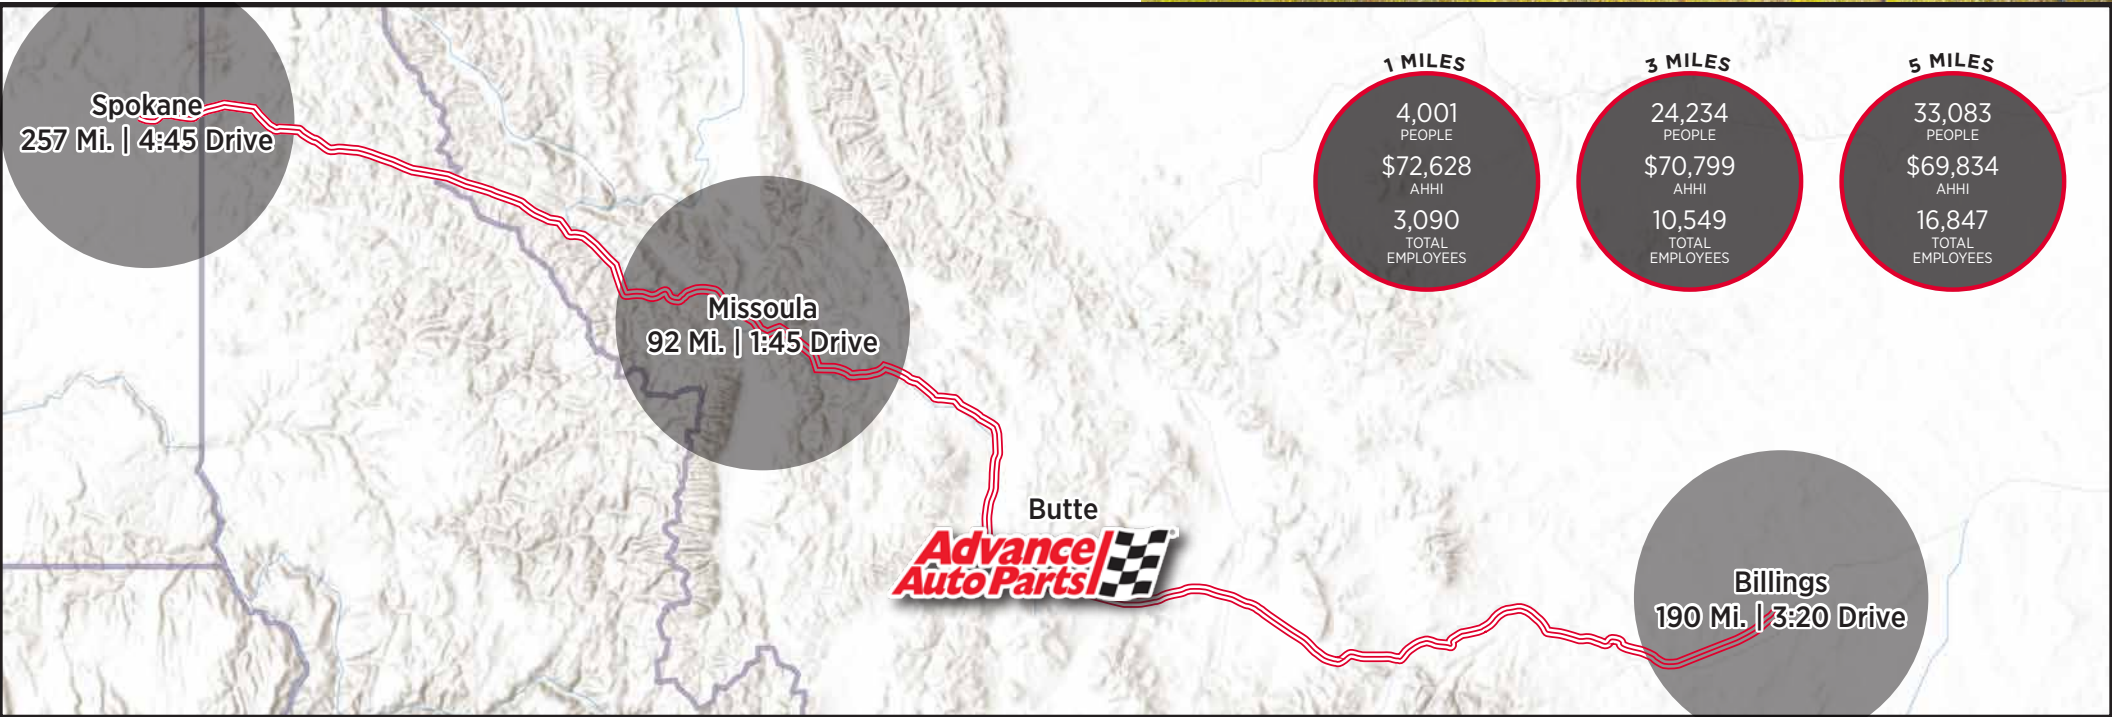 Spokane
257 Mi. | 4:45 Drive
Missoula
92 Mi. | 1:45 Drive
Butte
Advance
Auto Parts
Billings
190 Mi. | 3:20 Drive
1 MILES
4,001
PEOPLE
$72,628
AHHI
3,090
TOTAL
EMPLOYEES
3 MILES
24,234
PEOPLE
$70,799
AHHI
10,549
TOTAL
EMPLOYEES
5 MILES
33,083
PEOPLE
$69,834
AHHI
16,847
TOTAL
EMPLOYEES